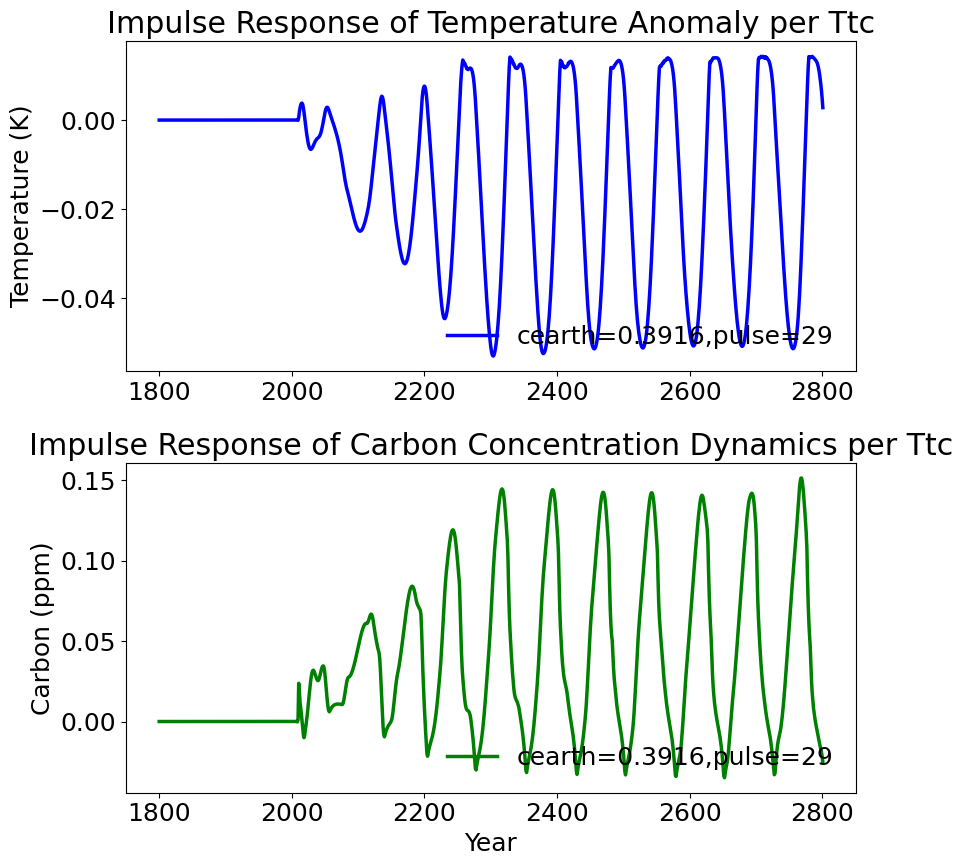 Impulse Response of Temperature Anomaly per Ttc
Temperature (K)
0.00
−0.02
−0.04
cearth=0.3916,pulse=29
1800 2000 2200 2400 2600 2800
Impulse Response of Carbon Concentration Dynamics per Ttc
Carbon (ppm)
0.15
0.10
0.05
0.00
cearth=0.3916,pulse=29
1800 2000 2200 2400 2600 2800
Year